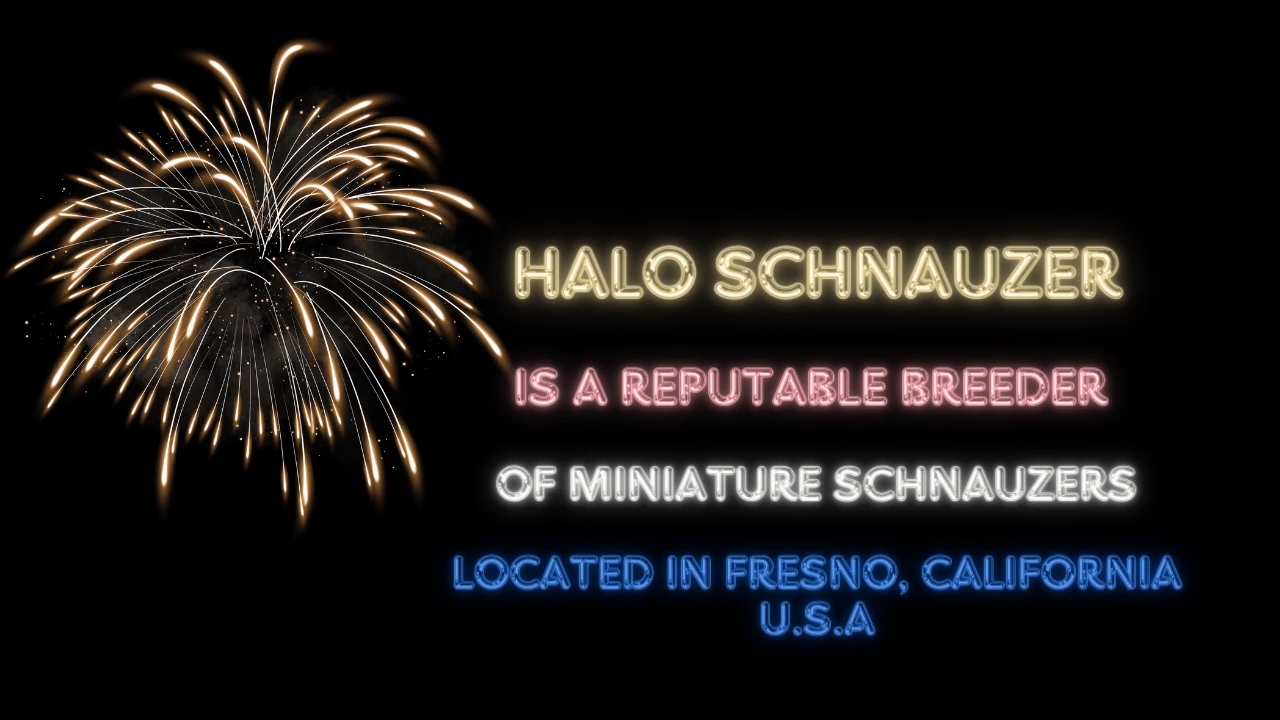 HALO SCHNAUZER
IS A REPUTABLE BREEDER
OF MINIATURE SCHNAUZERS
LOCATED IN FRESNO, CALIFORNIA
U.S.A